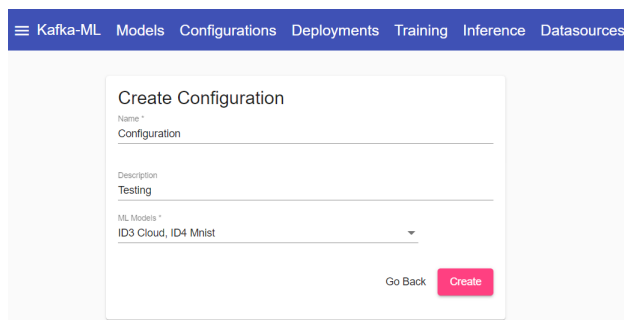 Kafka-ML Models Configurations Deployments Training Inference Datasources
Create Configuration
Name *
Configuration
Description
Testing
ML Models *
ID3 Cloud, ID4 Mnist
Go Back Create